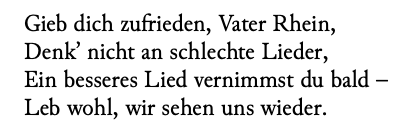 Gieb dich zufrieden, Vater Rhein,
Denk’ nicht an schlechte Lieder,
Ein besseres Lied vernimmst du bald –
Leb wohl, wir sehen uns wieder.